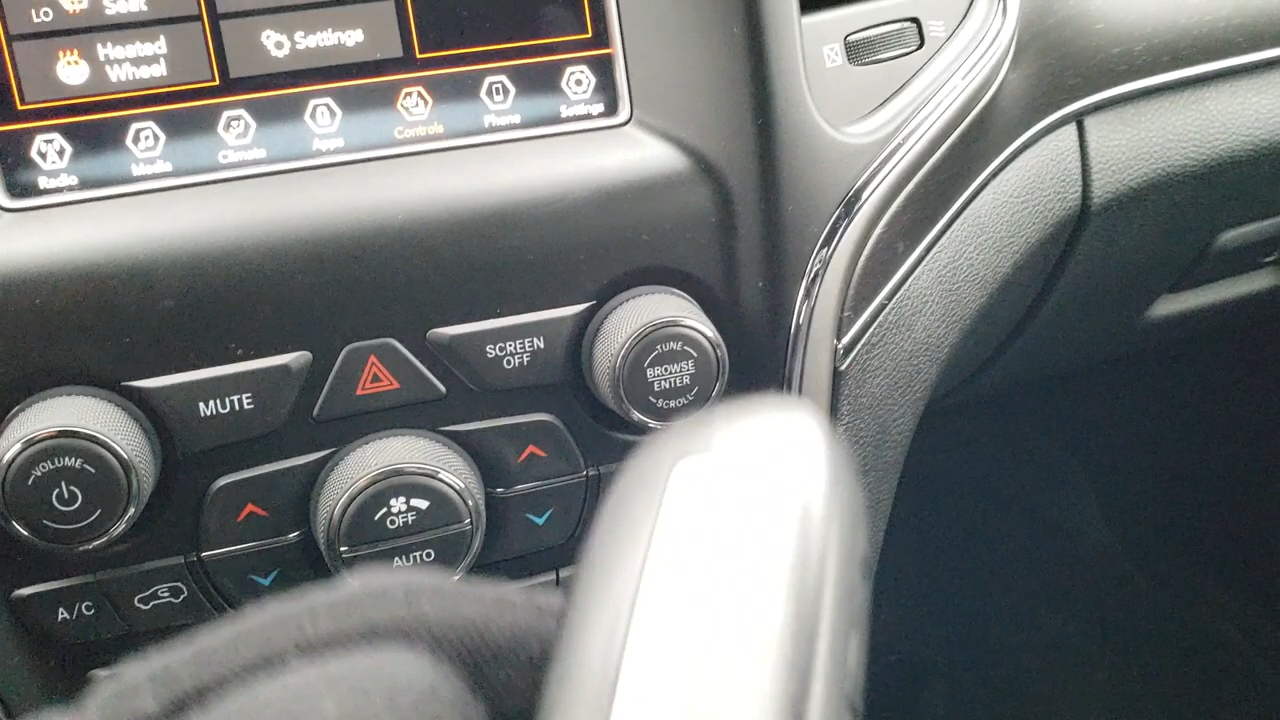 LO
Seat
Heated
Wheel
Settings
Radio
Media
Climate
Apps
Controls
Phone
Settings
MUTE
SCREEN
OFF
TUNE
BROWSE
ENTER
SCROLL
VOLUME
OFF
AUTO
A/C